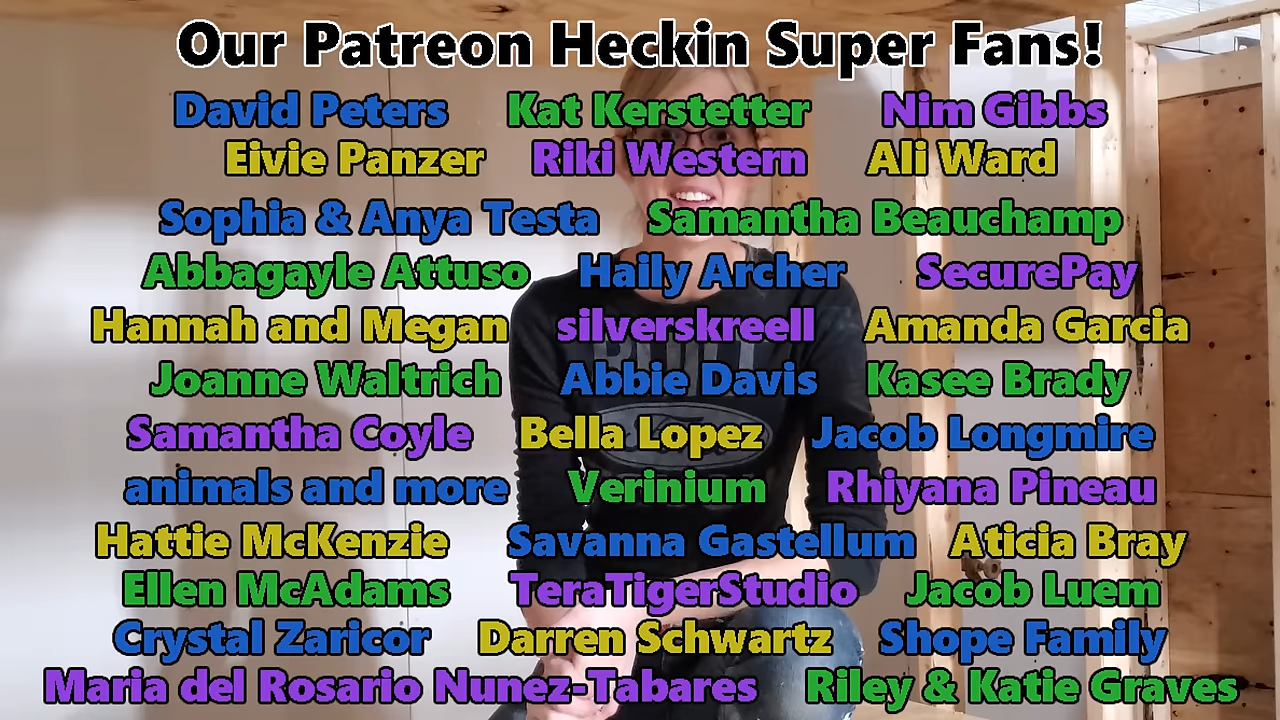 Our Patreon Heckin Super Fans!
David Peters Kat Kerstetter Nim Gibbs
Eivie Panzer Riki Western Ali Ward
Sophia & Anya Testa Samantha Beauchamp
Abbagayle Attuso Haily Archer SecurePay
Hannah and Megan silverskreell Amanda Garcia
Joanne Waltrich Abbie Davis Kasee Brady
Samantha Coyle Bella Lopez Jacob Longmire
animals and more Verinium Rhiyana Pineau
Hattie McKenzie Savanna Gastellum Aticia Bray
Ellen McAdams TeraTigerStudio Jacob Luem
Crystal Zaricor Darren Schwartz Shope Family
Maria del Rosario Nunez-Tabares Riley & Katie Graves